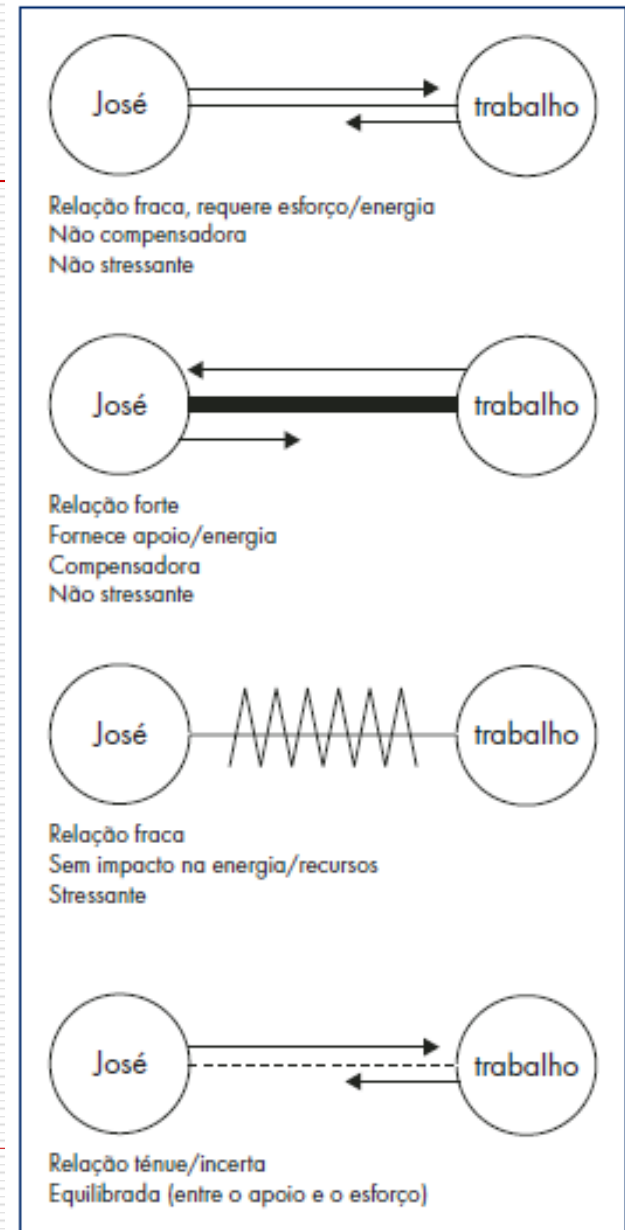 José
trabalho
Relação fraca, requere esforço/energia
Não compensadora
Não stressante
José
trabalho
Relação forte
Fornece apoio/energia
Compensadora
Não stressante
José
trabalho
Relação fraca
Sem impacto na energia/recursos
Stressante
José
trabalho
Relação ténue/incerta
Equilibrada (entre o apoio e o esforço)